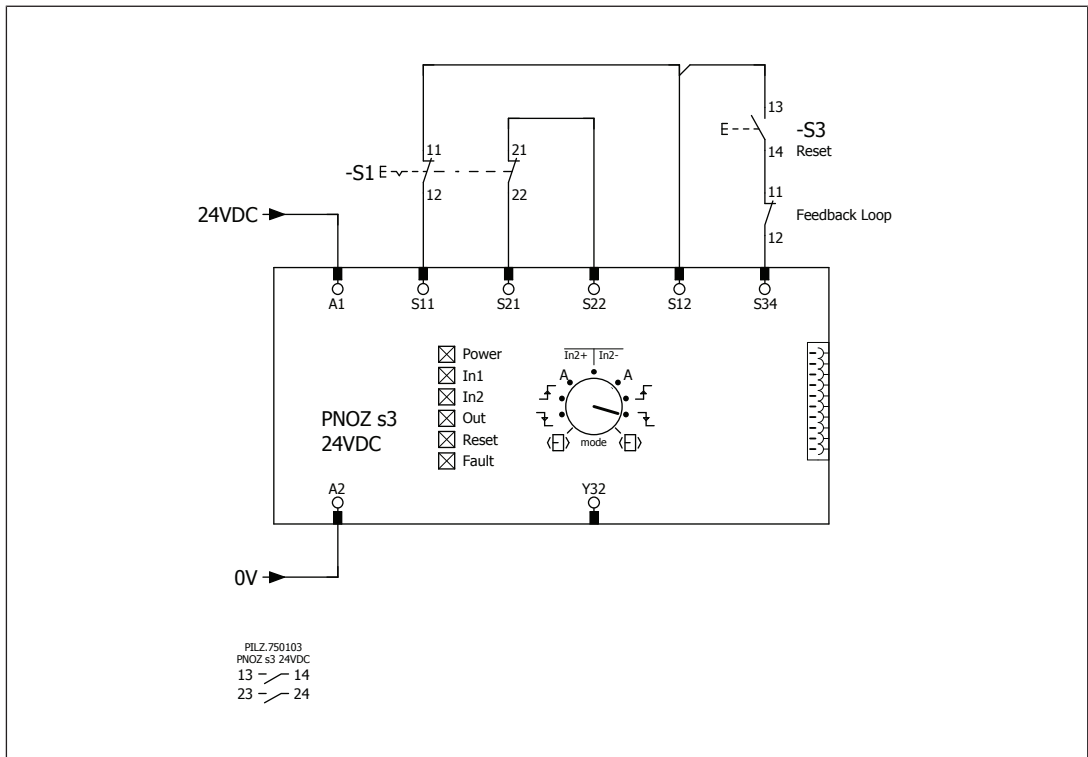 13
E -S3
11 21 14 Reset
-S1 E
12 22 11
24VDC Feedback Loop
12
A1 S11 S21 S22 S12 S34
Power In2+ In2-
In1 A A
In2
PNOZ s3 Out
24VDC Reset mode
Fault
A2 Y32
0V
PILZ.750103
PNOZ s3 24VDC
13 14
23 24